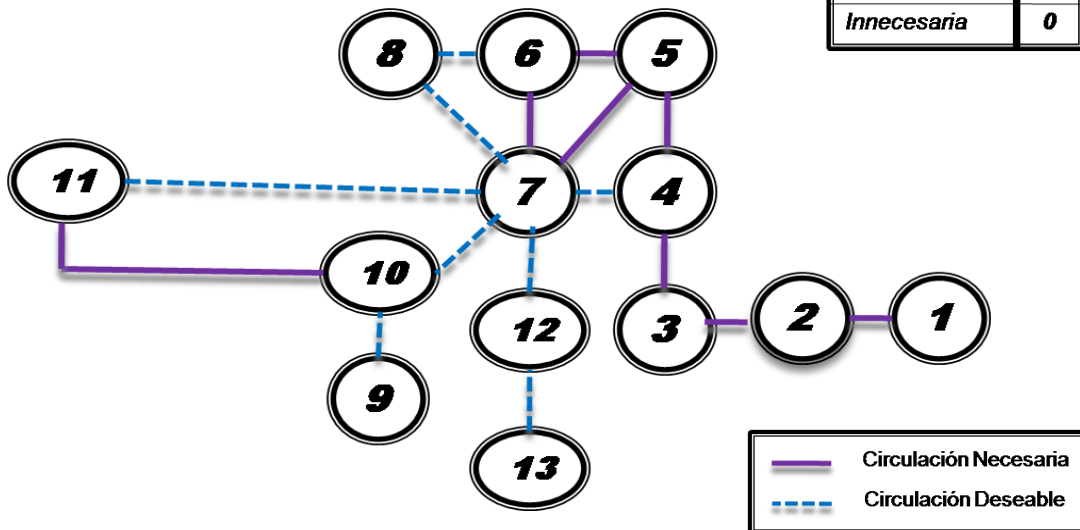 Innecesaria 0
8 6 5
11 7 4
10
12 3 2 1
9
13
Circulación Necesaria
Circulación Deseable